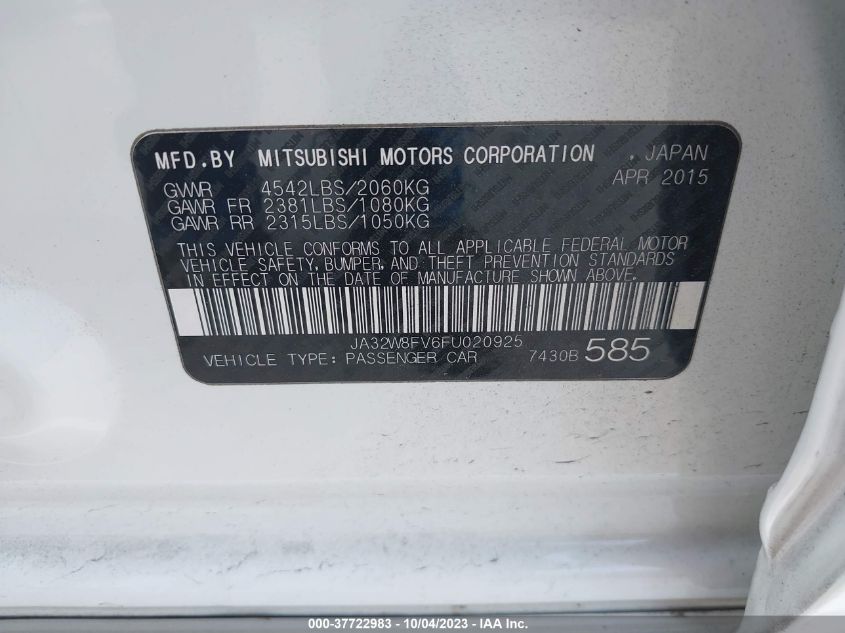 MFD.BY MITSUBISHI MOTORS CORPORATION , JAPAN
APR 2015
GVWR 4542LBS/2060KG
GAWR FR 2381LBS/1080KG
GAWR RR 2315LBS/1050KG
THIS VEHICLE CONFORMS TO ALL APPLICABLE FEDERAL MOTOR
VEHICLE SAFETY, BUMPER, AND THEFT PREVENTION STANDARDS
IN EFFECT ON THE DATE OF MANUFACTURE SHOWN ABOVE.
JA32W8FV6FU020925
VEHICLE TYPE: PASSENGER CAR 7430B 585
000-37722983 - 10/04/2023 - IAA Inc.